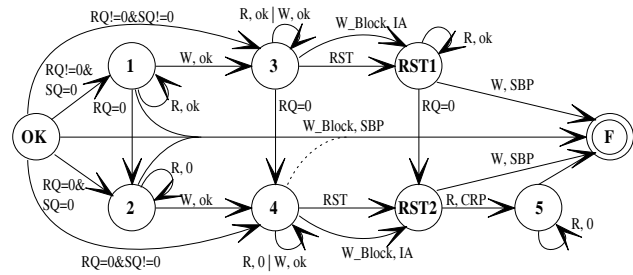 RQ!=0&SQ!=0
R, ok | W, ok
W_Block, IA
R, ok
RQ!=0&
SQ=0
1
W, ok
3
RST
RST1
R, ok
W, SBP
RQ=0
RQ=0
RQ=0
OK
W_Block, SBP
F
RQ=0&
SQ=0
R, 0
W, SBP
2
W, ok
4
RST
RST2
R, CRP
5
RQ=0&SQ!=0
R, 0 | W, ok
W_Block, IA
R, 0